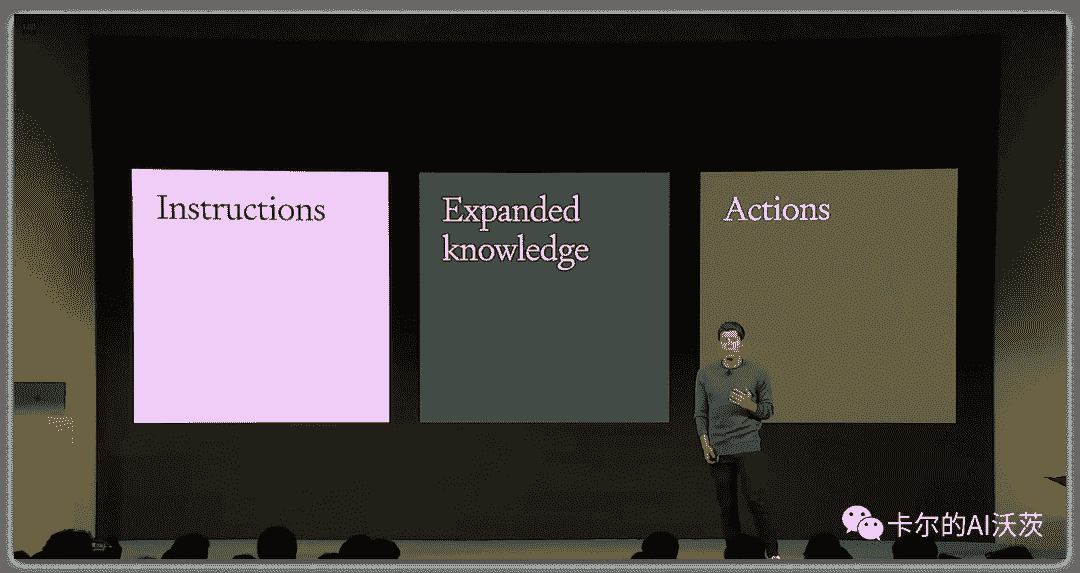 Instructions
Expanded
knowledge
Actions
卡尔的AI沃茨